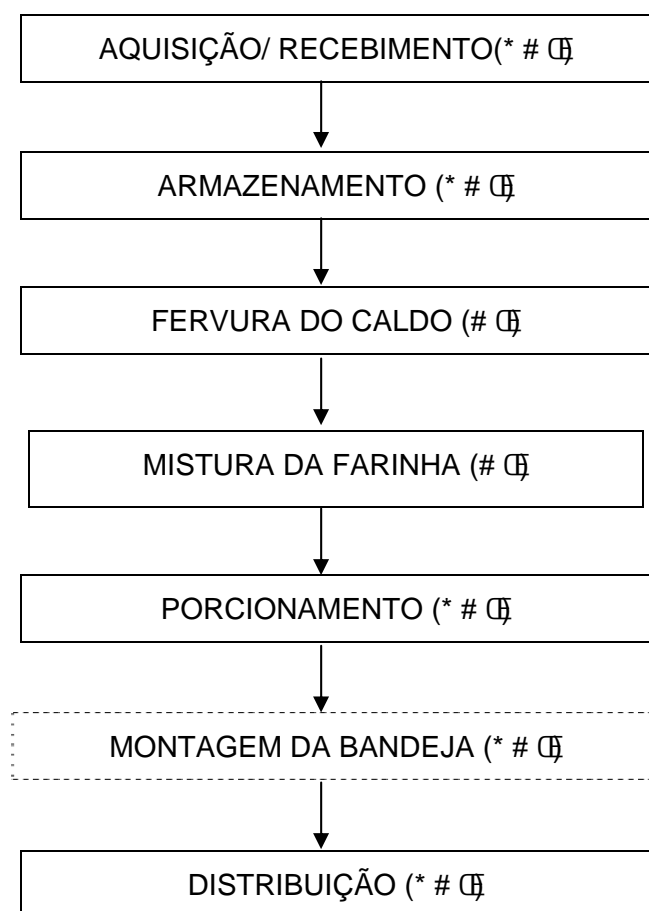 AQUISIÇÃO/ RECEBIMENTO(* # Œ)
ARMAZENAMENTO (* # Œ)
FERVURA DO CALDO (# Œ)
MISTURA DA FARINHA (# Œ)
PORCIONAMENTO (* # Œ)
MONTAGEM DA BANDEJA (* # Œ)
DISTRIBUIÇÃO (* # Œ)